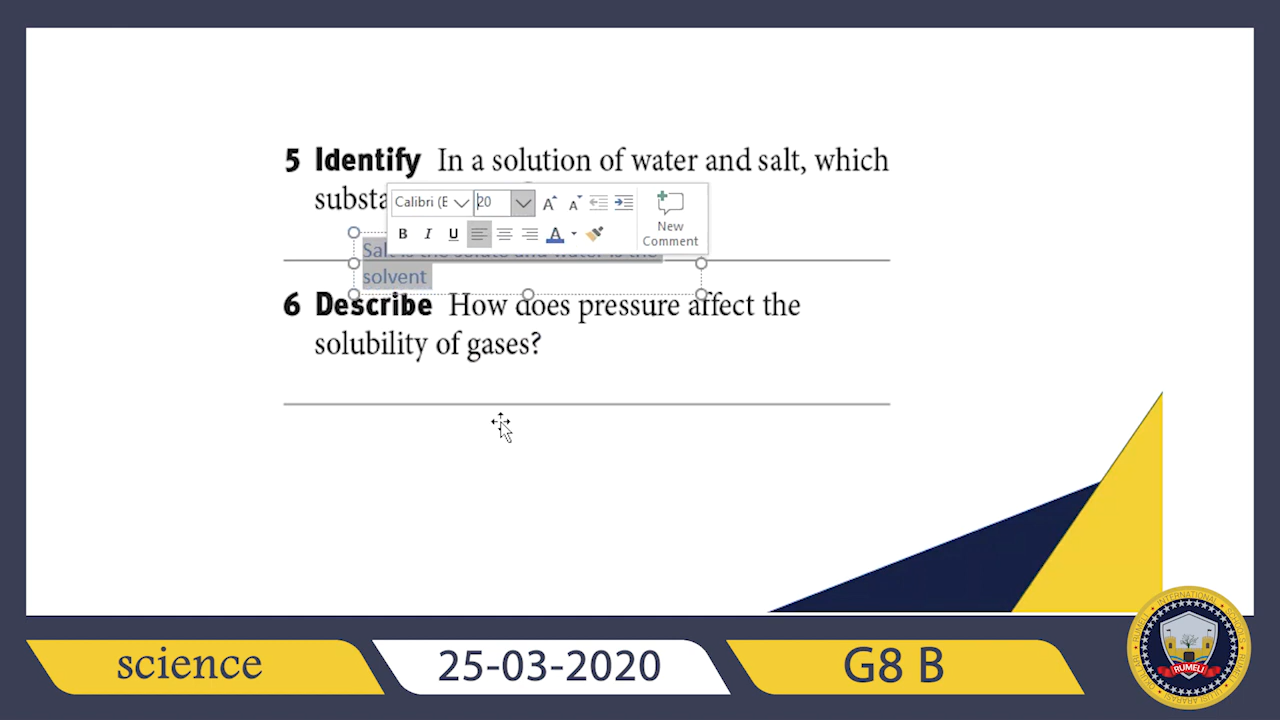 5 Identify In a solution of water and salt, which
substa
Calibri (E
20
New
Comment
B I U A
Salt is the solute and water is the
solvent
6 Describe How does pressure affect the
solubility of gases?
science
25-03-2020
G8 B
RUMELI